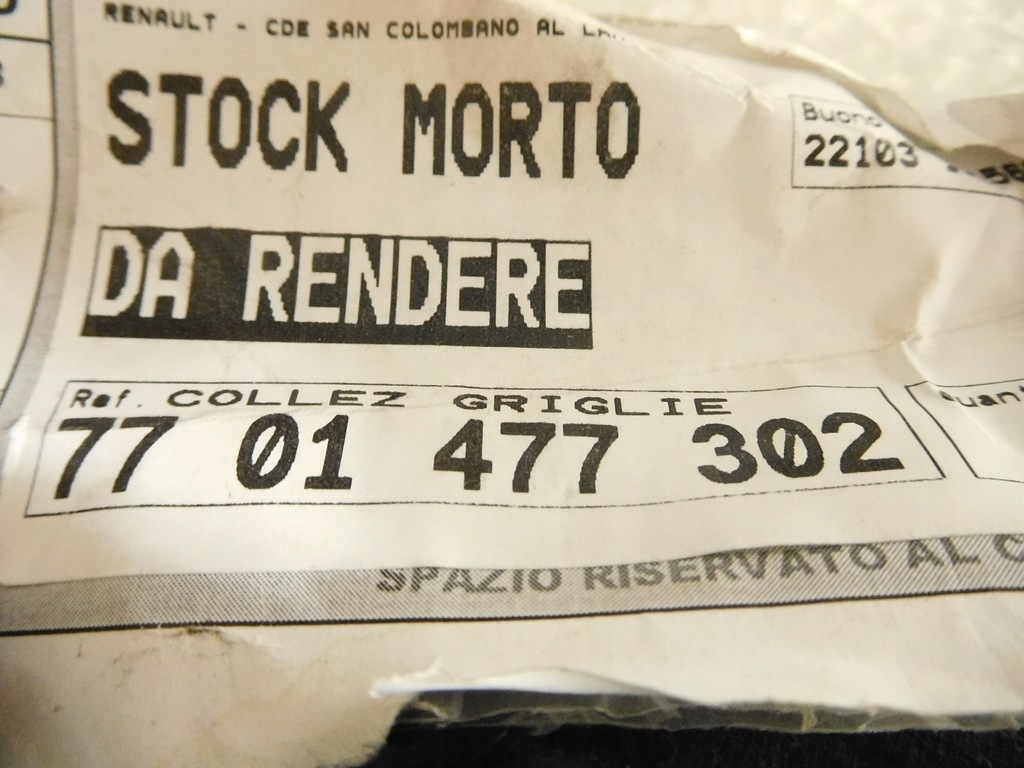 RENAULT - CDE SAN COLOMBANO AL
STOCK MORTO
Buono
22103
DA RENDERE
Ref. COLLEZ GRIGLIE
77 01 477 302
SPAZIO RISERVATO AL